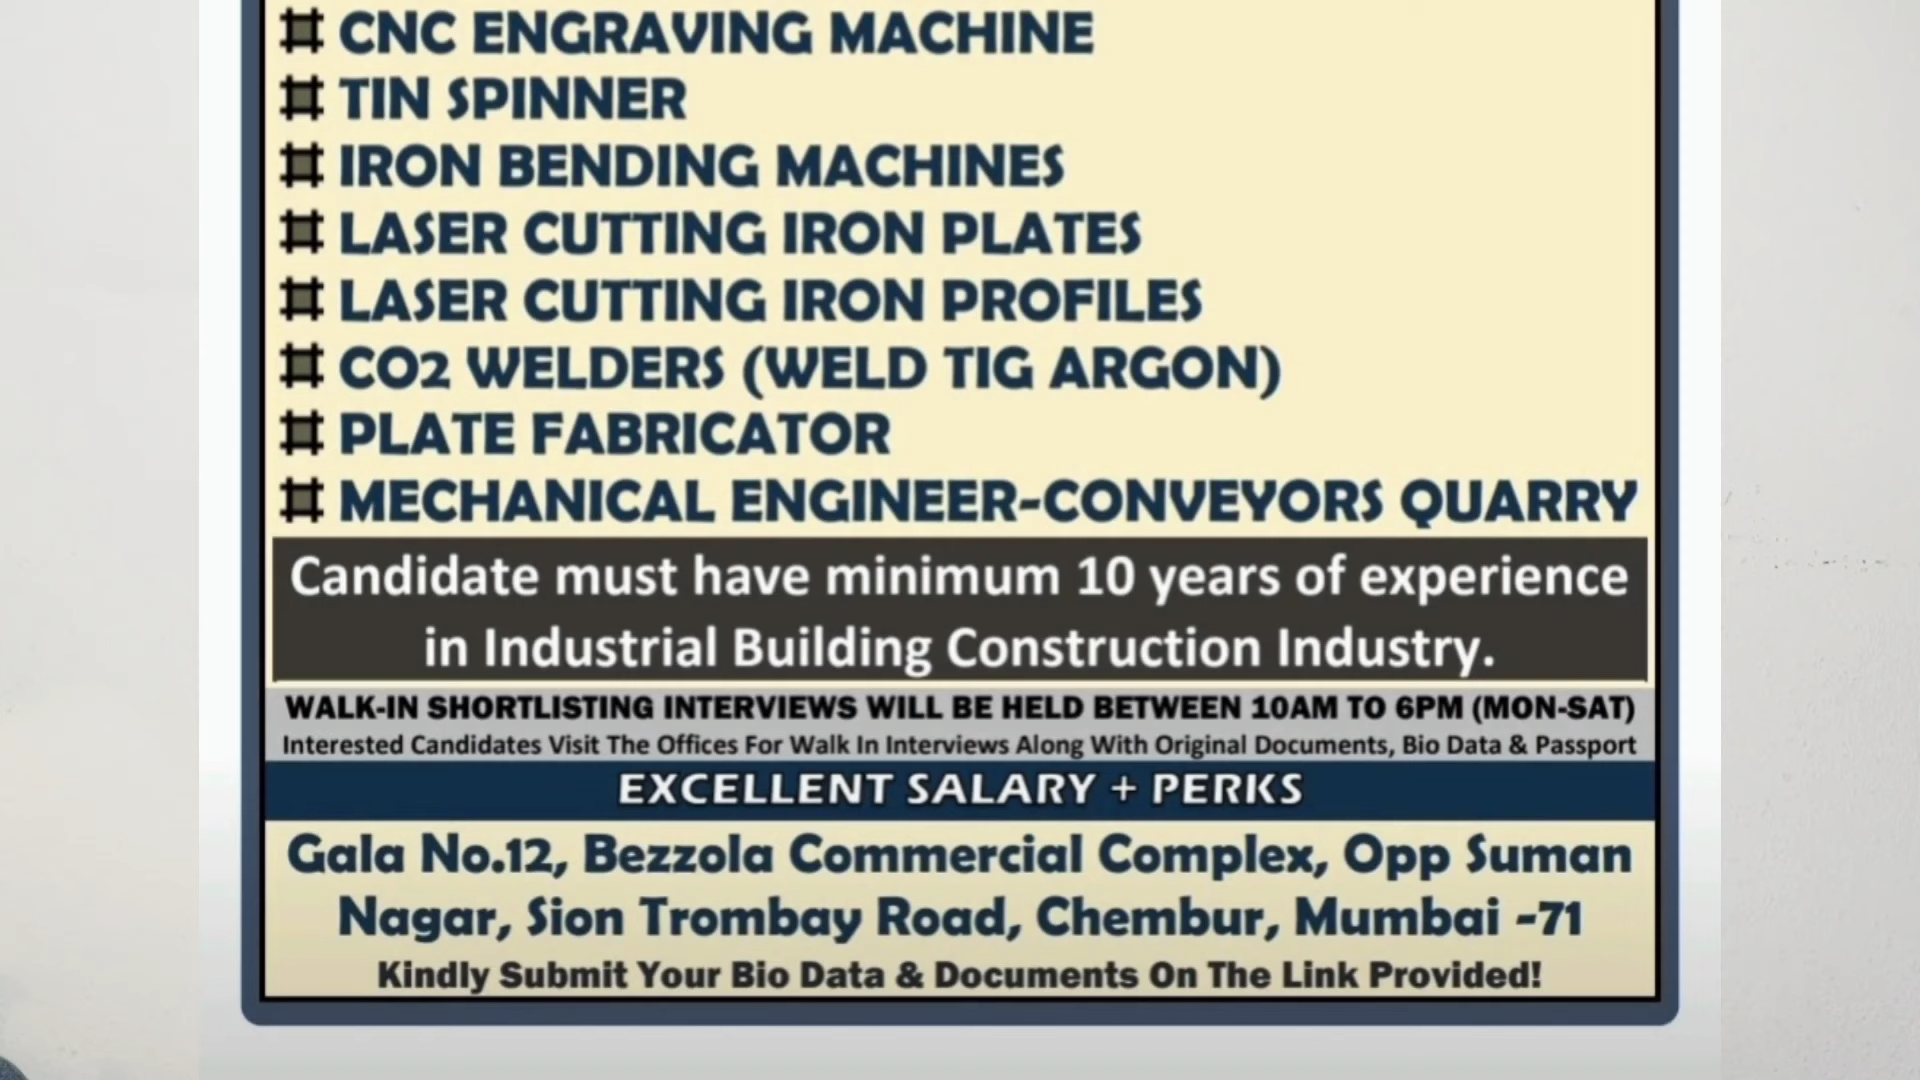 CNC ENGRAVING MACHINE
TIN SPINNER
IRON BENDING MACHINES
LASER CUTTING IRON PLATES
LASER CUTTING IRON PROFILES
CO2 WELDERS (WELD TIG ARGON)
PLATE FABRICATOR
MECHANICAL ENGINEER-CONVEYORS QUARRY
Candidate must have minimum 10 years of experience
in Industrial Building Construction Industry.
WALK-IN SHORTLISTING INTERVIEWS WILL BE HELD BETWEEN 10AM TO 6PM (MON-SAT)
Interested Candidates Visit The Offices For Walk In Interviews Along With Original Documents, Bio Data & Passport
EXCELLENT SALARY + PERKS
Gala No.12, Bezzola Commercial Complex, Opp Suman
Nagar, Sion Trombay Road, Chembur, Mumbai -71
Kindly Submit Your Bio Data & Documents On The Link Provided!